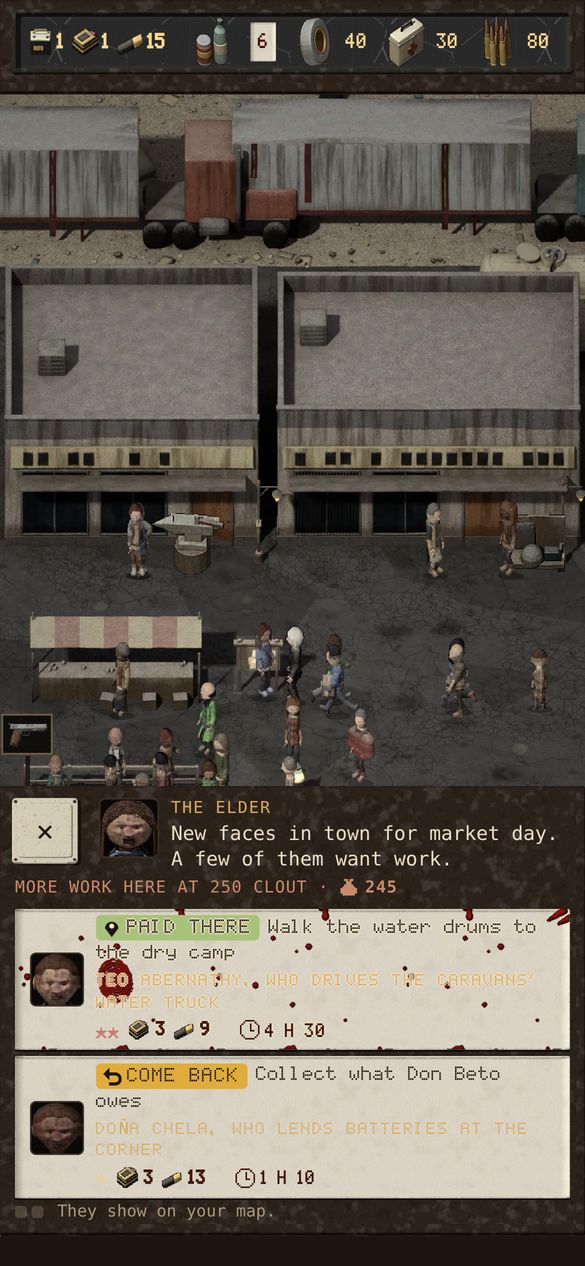 1 1 15 6 40 30 80
THE ELDER
New faces in town for market day.
A few of them want work.
MORE WORK HERE AT 250 CLOUT · 245
PAID THERE Walk the water drums to
the dry camp
TEO ABERNATHY, WHO DRIVES THE CARAVANS'
WATER TRUCK
3 9 4 H 30
COME BACK Collect what Don Beto
owes
DOÑA CHELA, WHO LENDS BATTERIES AT THE
CORNER
3 13 1 H 10
They show on your map.